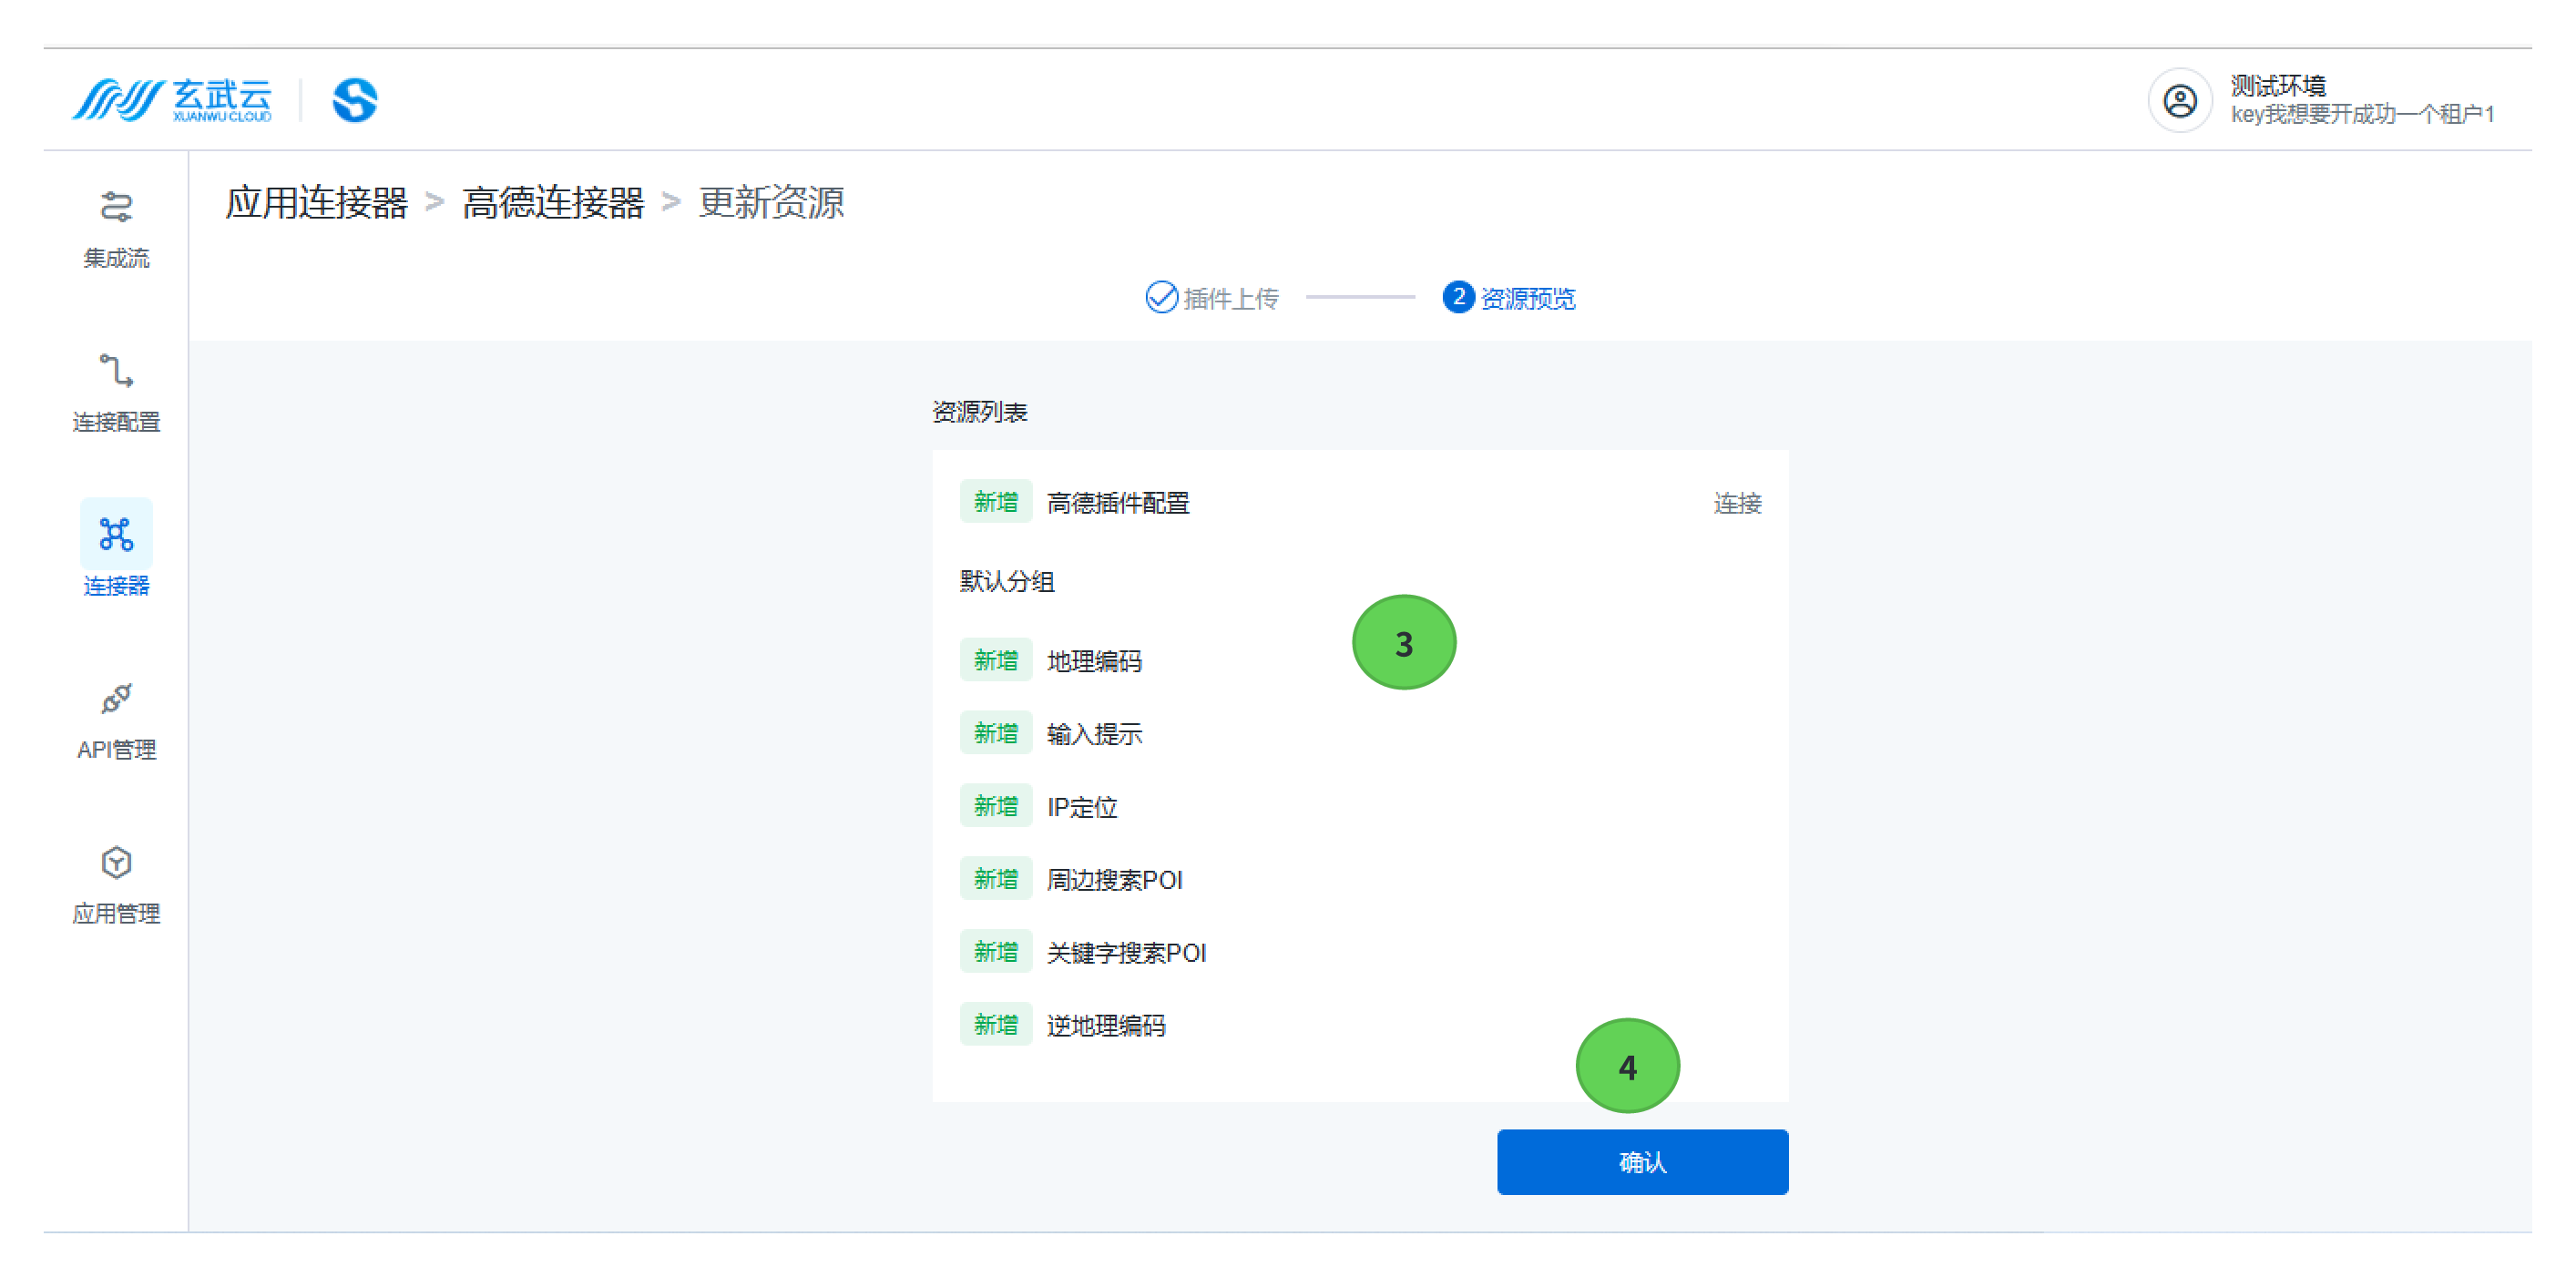 玄武云
XUANWU CLOUD
测试环境
key我想要开成功一个租户1
应用连接器 > 高德连接器 > 更新资源
插件上传
2 资源预览
集成流
连接配置
连接器
API管理
应用管理
资源列表
新增 高德插件配置 连接
默认分组
3
新增 地理编码
新增 输入提示
新增 IP定位
新增 周边搜索POI
新增 关键字搜索POI
新增 逆地理编码
4
确认